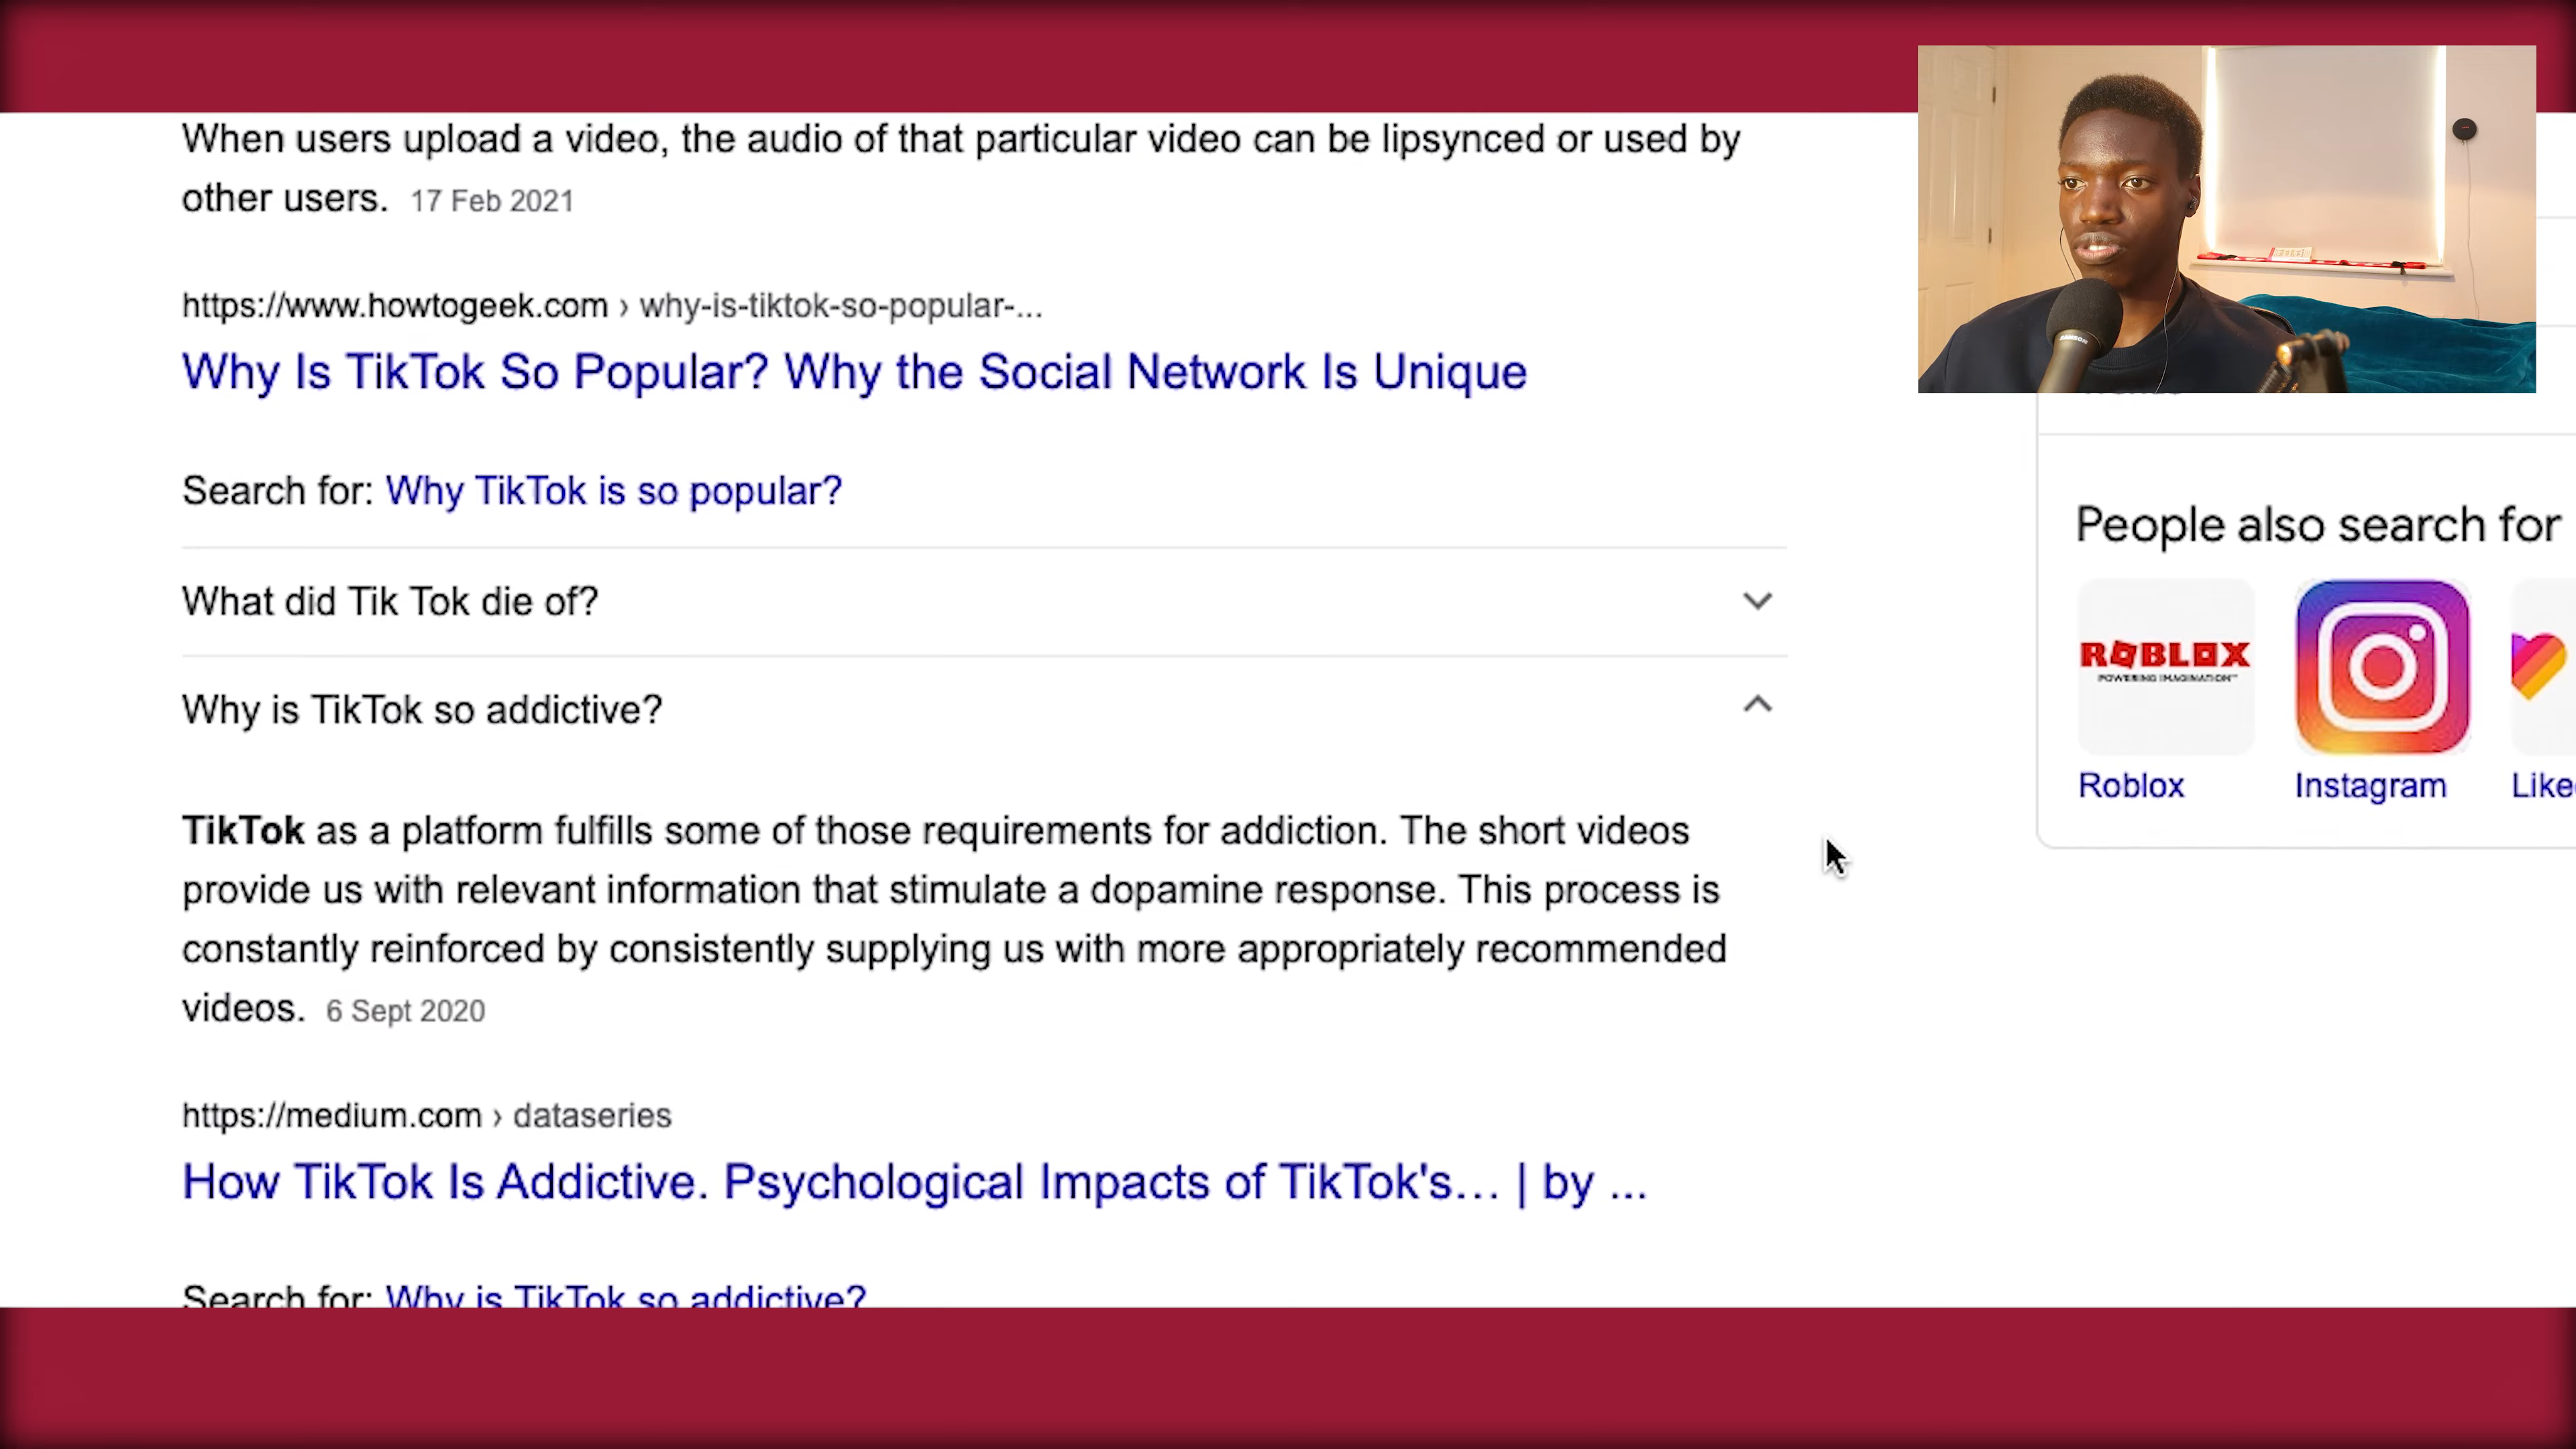 When users upload a video, the audio of that particular video can be lipsynced or used by
other users. 17 Feb 2021
https://www.howtogeek.com › why-is-tiktok-so-popular-...
Why Is TikTok So Popular? Why the Social Network Is Unique
Search for: Why TikTok is so popular?
What did Tik Tok die of?
Why is TikTok so addictive?
TikTok as a platform fulfills some of those requirements for addiction. The short videos
provide us with relevant information that stimulate a dopamine response. This process is
constantly reinforced by consistently supplying us with more appropriately recommended
videos. 6 Sept 2020
https://medium.com › dataseries
How TikTok Is Addictive. Psychological Impacts of TikTok's... | by ...
Search for: Why is TikTok so addictive?
SAMSON
People also search for
ROBLOX
POWERING IMAGINATION™
Roblox
Instagram
Like